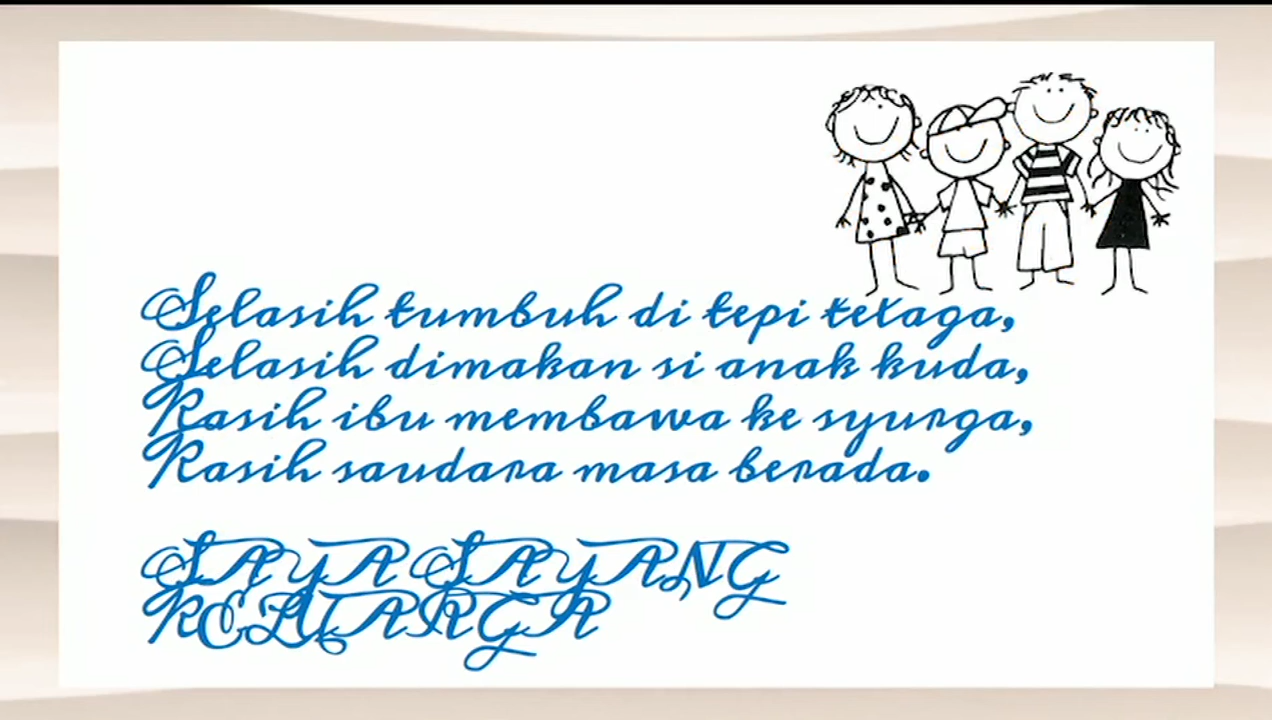 Selasih tumbuh di tepi telaga,
Selasih dimakan si anak kuda,
Kasih ibu membawa ke syurga,
Kasih saudara masa berada.
SAYA SAYANG
KELUARGA